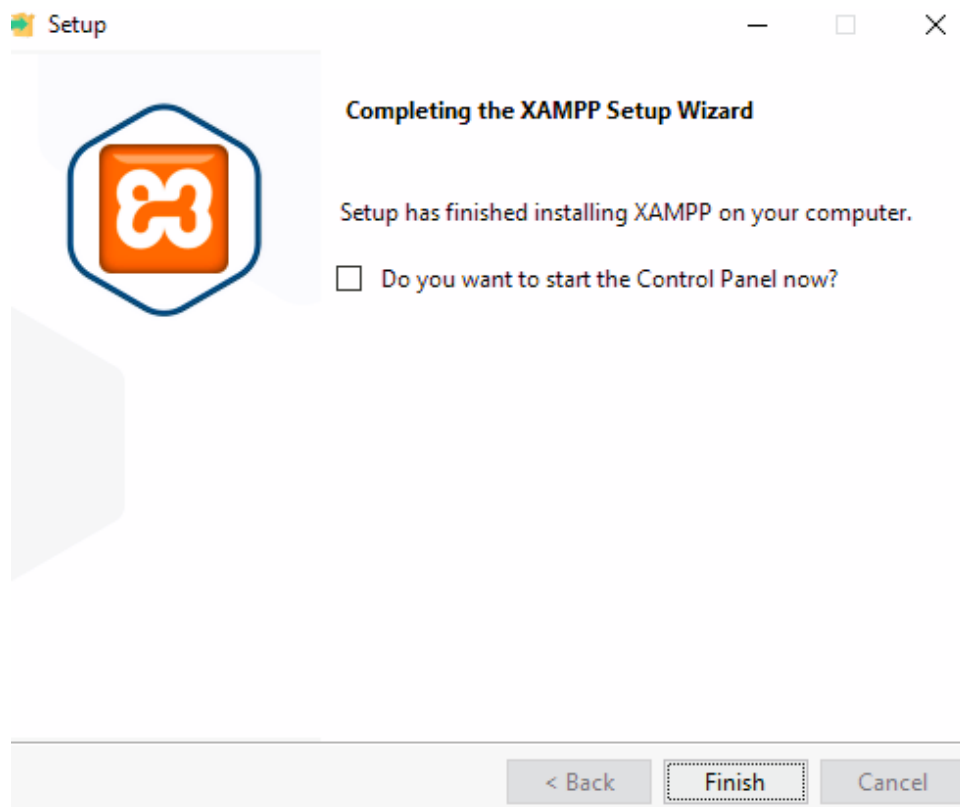 Setup
Completing the XAMPP Setup Wizard
Setup has finished installing XAMPP on your computer.
Do you want to start the Control Panel now?
< Back Finish Cancel